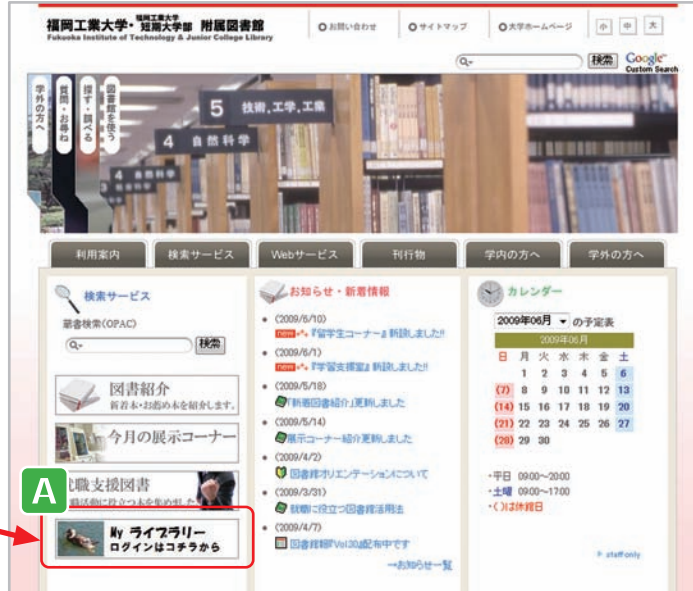 福岡工業大学・福岡工業大学短期大学部 附属図書館
Fukuoka Institute of Technology & Junior College Library
お問い合わせ
サイトマップ
大学ホームページ
小 中 大
検索
Google™
Custom Search
学外の方へ
質問・お尋ね
探す・調べる
図書館を使う
5 技術,工学,工業
4 自然科学
4
3
利用案内
検索サービス
Webサービス
刊行物
学内の方へ
学外の方へ
検索サービス
蔵書検索(OPAC)
検索
図書紹介
新着本・お薦め本を紹介します。
今月の展示コーナー
就職支援図書
A
My ライブラリー
ログインはコチラから
お知らせ・新着情報
(2009/6/10)
new 『留学生コーナー』新設しました!!
(2009/6/1)
new 『学習支援室』新設しました!!
(2009/5/18)
「新着図書紹介」更新しました
(2009/5/14)
展示コーナー紹介更新しました
(2009/4/2)
図書館オリエンテーションについて
(2009/3/31)
就職に役立つ図書館活用法
(2009/4/7)
図書館報『Vol.30』配布中です
→お知らせ一覧
カレンダー
2009年06月 の予定表
2009年06月
日 月 火 水 木 金 土
1 2 3 4 5 6
(7) 8 9 10 11 12 13
(14) 15 16 17 18 19 20
(21) 22 23 24 25 26 27
(28) 29 30
・平日 09:00~20:00
・土曜 09:00~17:00
・( )は休館日
staff only